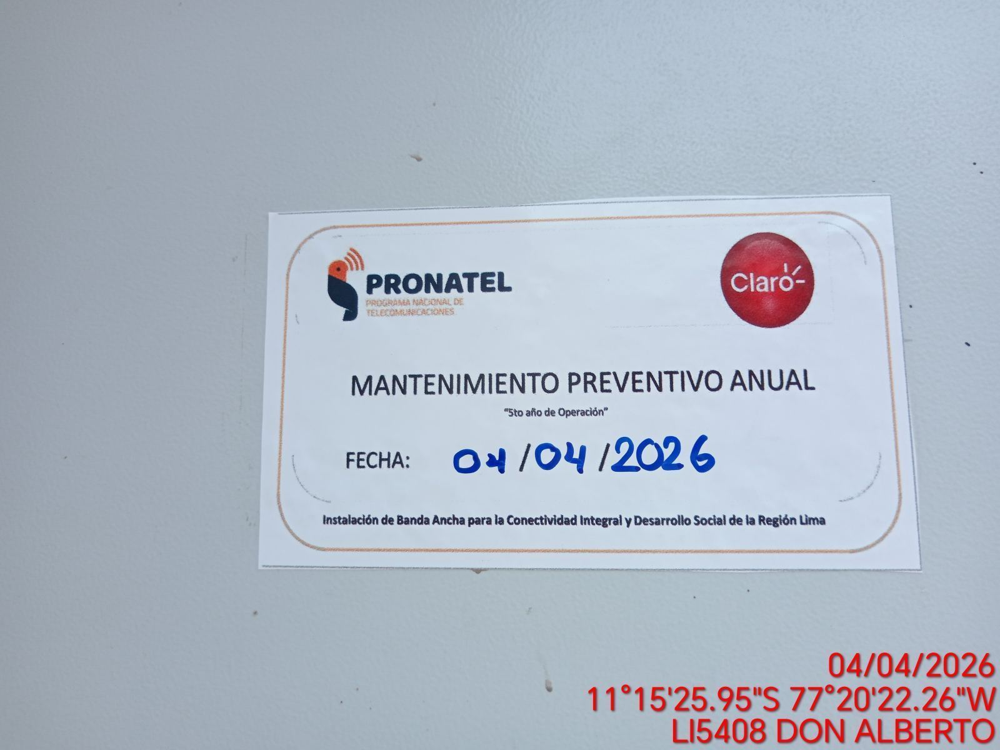 PRONATEL
PROGRAMA NACIONAL DE
TELECOMUNICACIONES
Claro
MANTENIMIENTO PREVENTIVO ANUAL
"5to año de Operación"
FECHA: 04/04/2026
Instalación de Banda Ancha para la Conectividad Integral y Desarrollo Social de la Región Lima
04/04/2026
11°15'25.95"S 77°20'22.26"W
LI5408 DON ALBERTO